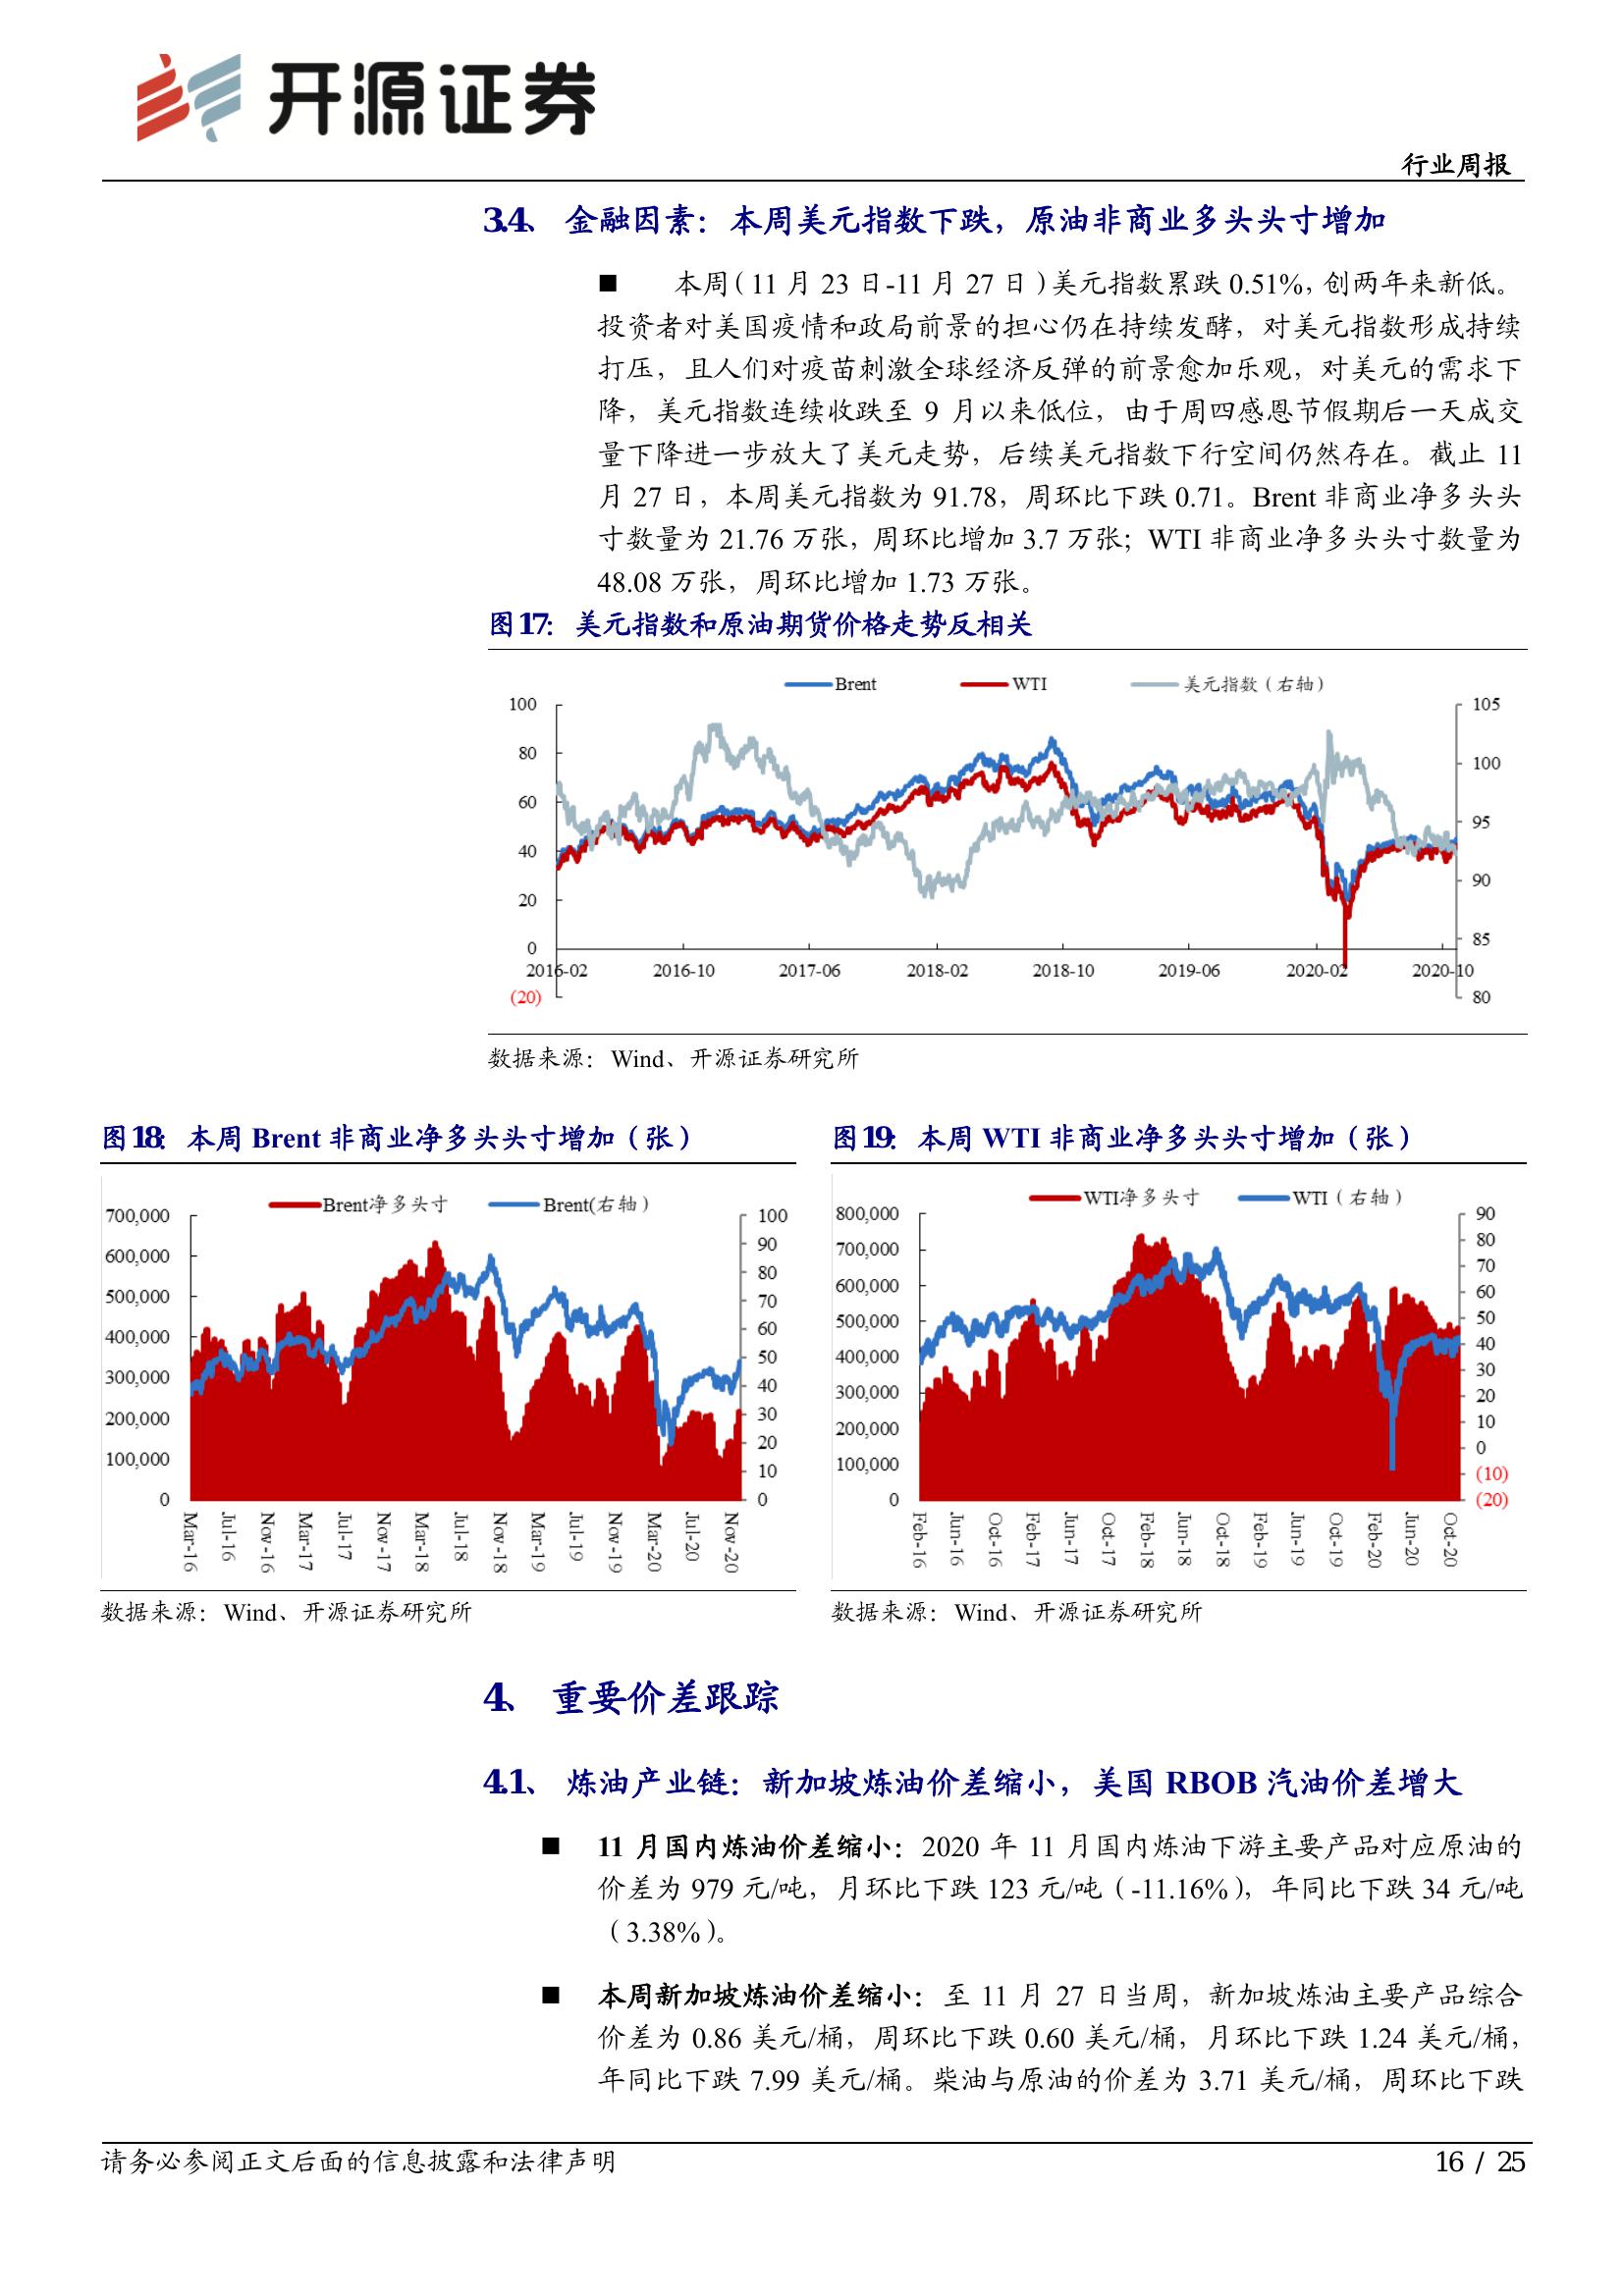 开源证券
行业周报
3.4、 金融因素：本周美元指数下跌，原油非商业多头头寸增加
■ 本周（11 月 23 日-11 月 27 日）美元指数累跌 0.51%，创两年来新低。
投资者对美国疫情和政局前景的担心仍在持续发酵，对美元指数形成持续
打压，且人们对疫苗刺激全球经济反弹的前景愈加乐观，对美元的需求下
降，美元指数连续收跌至 9 月以来低位，由于周四感恩节假期后一天成交
量下降进一步放大了美元走势，后续美元指数下行空间仍然存在。截止 11
月 27 日，本周美元指数为 91.78，周环比下跌 0.71。Brent 非商业净多头头
寸数量为 21.76 万张，周环比增加 3.7 万张；WTI 非商业净多头头寸数量为
48.08 万张，周环比增加 1.73 万张。
图17： 美元指数和原油期货价格走势反相关
Brent WTI 美元指数（右轴）
100 105
80 100
60 95
40 90
20 85
0
2016-02 2016-10 2017-06 2018-02 2018-10 2019-06 2020-02 2020-10
(20) 80
数据来源：Wind、开源证券研究所
图18： 本周 Brent 非商业净多头头寸增加（张）
Brent净多头寸 Brent(右轴）
700,000 600,000 500,000 400,000 300,000 200,000 100,000 0
100 90 80 70 60 50 40 30 20 10 0
Mar-16 Jul-16 Nov-16 Mar-17 Jul-17 Nov-17 Mar-18 Jul-18 Nov-18 Mar-19 Jul-19 Nov-19 Mar-20 Jul-20 Nov-20
数据来源：Wind、开源证券研究所
图19： 本周 WTI 非商业净多头头寸增加（张）
WTI净多头寸 WTI（右轴）
800,000 700,000 600,000 500,000 400,000 300,000 200,000 100,000 0
90 80 70 60 50 40 30 20 10 0 (10) (20)
Feb-16 Jun-16 Oct-16 Feb-17 Jun-17 Oct-17 Feb-18 Jun-18 Oct-18 Feb-19 Jun-19 Oct-19 Feb-20 Jun-20 Oct-20
数据来源：Wind、开源证券研究所
4、 重要价差跟踪
4.1、 炼油产业链：新加坡炼油价差缩小，美国 RBOB 汽油价差增大
■ 11 月国内炼油价差缩小：2020 年 11 月国内炼油下游主要产品对应原油的
价差为 979 元/吨，月环比下跌 123 元/吨（-11.16%），年同比下跌 34 元/吨
（3.38%）。
■ 本周新加坡炼油价差缩小：至 11 月 27 日当周，新加坡炼油主要产品综合
价差为 0.86 美元/桶，周环比下跌 0.60 美元/桶，月环比下跌 1.24 美元/桶，
年同比下跌 7.99 美元/桶。柴油与原油的价差为 3.71 美元/桶，周环比下跌
请务必参阅正文后面的信息披露和法律声明
16 / 25